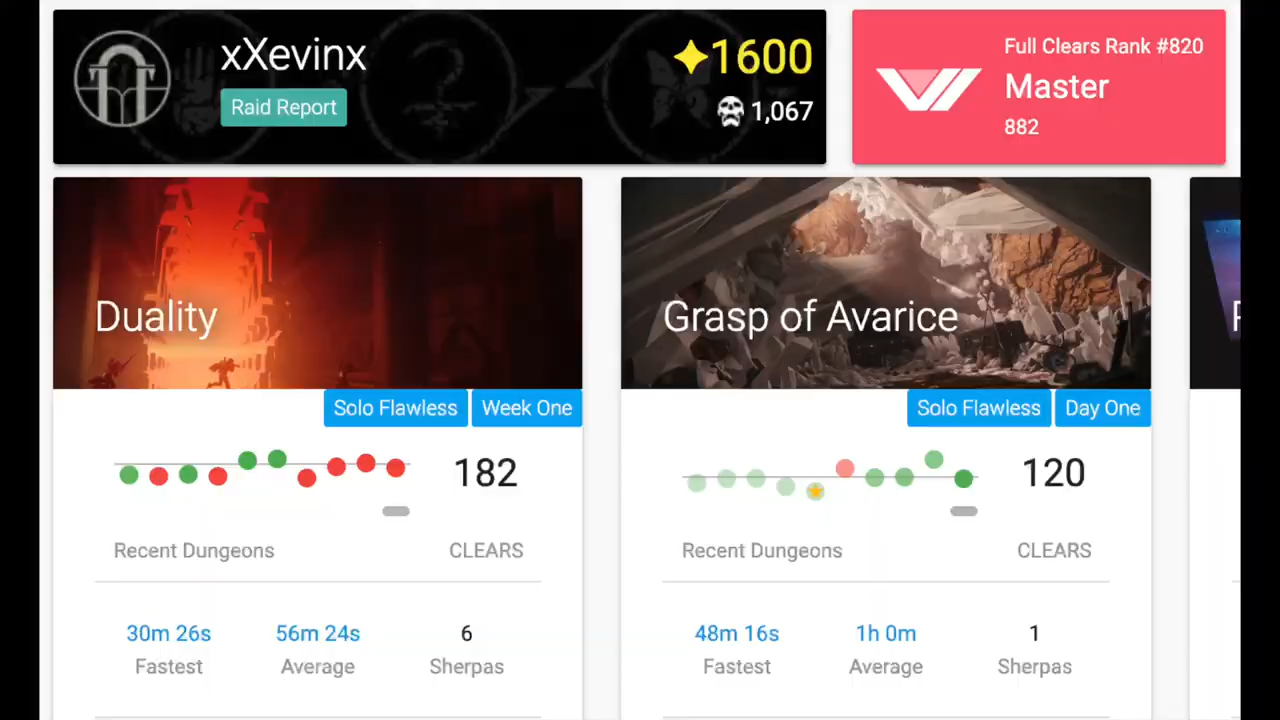 xXevinx
Raid Report
1600
1,067
Full Clears Rank #820
Master
882
Duality
Solo Flawless
Week One
182
Recent Dungeons
CLEARS
30m 26s
56m 24s
6
Fastest
Average
Sherpas
Grasp of Avarice
Solo Flawless
Day One
120
Recent Dungeons
CLEARS
48m 16s
1h 0m
1
Fastest
Average
Sherpas